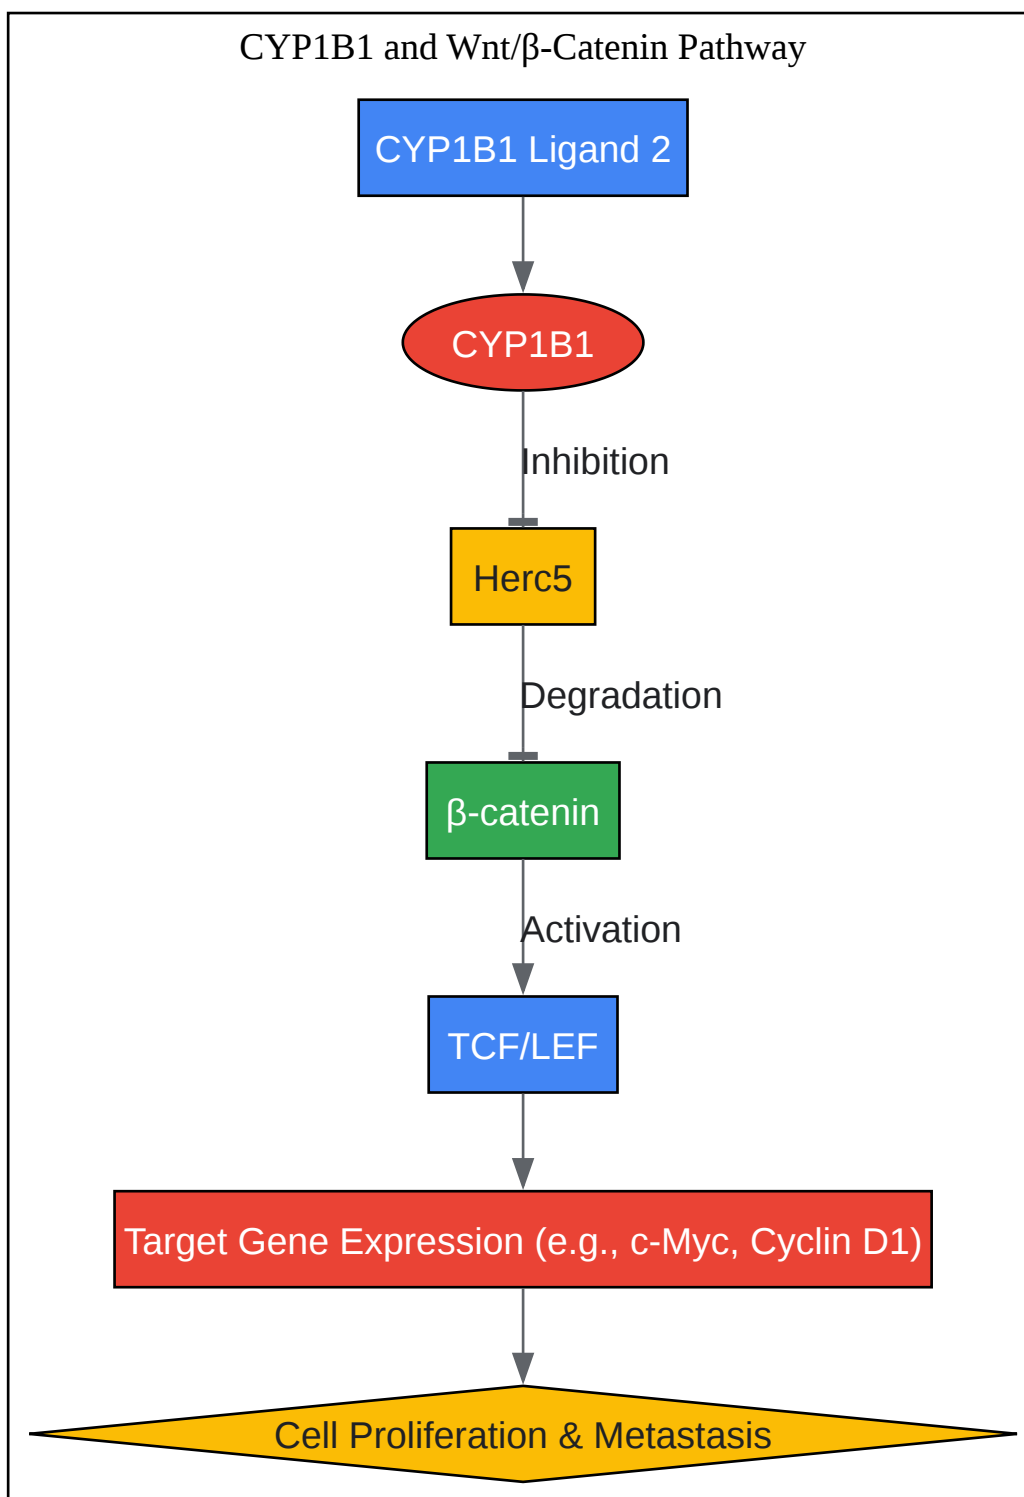 CYP1B1 and Wnt/β-Catenin Pathway
CYP1B1 Ligand 2
CYP1B1
Inhibition
Herc5
Degradation
β-catenin
Activation
TCF/LEF
Target Gene Expression (e.g., c-Myc, Cyclin D1)
Cell Proliferation & Metastasis